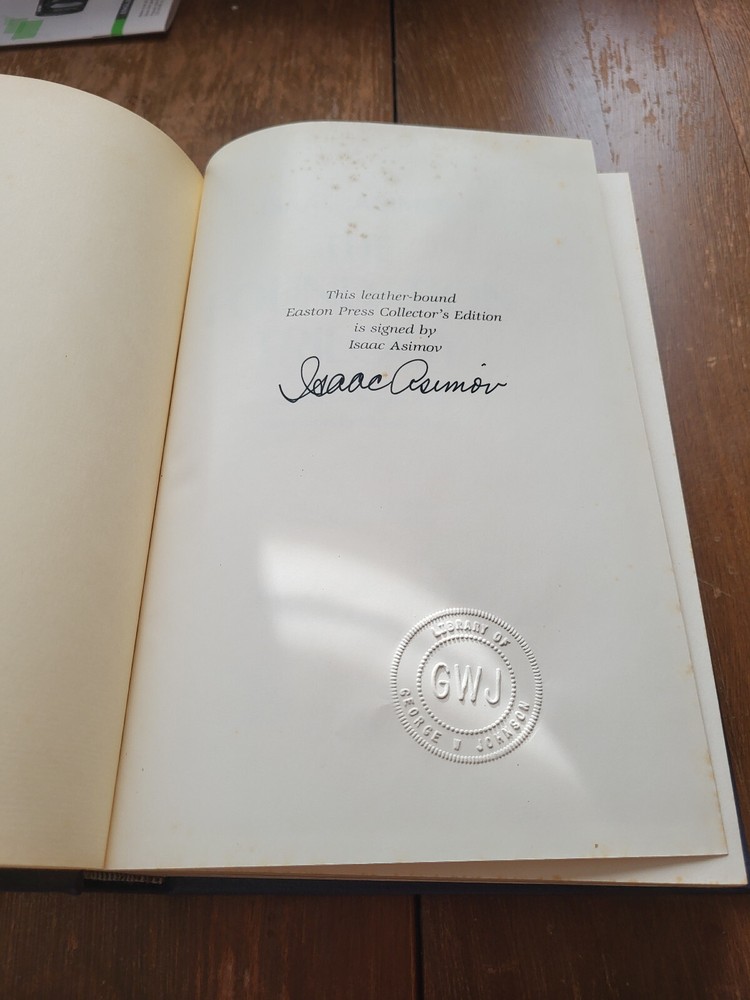 This leather-bound
Easton Press Collector's Edition
is signed by
Isaac Asimov
Isaac Asimov
LIBRARY OF
GWJ
GEORGE W JOHNSON